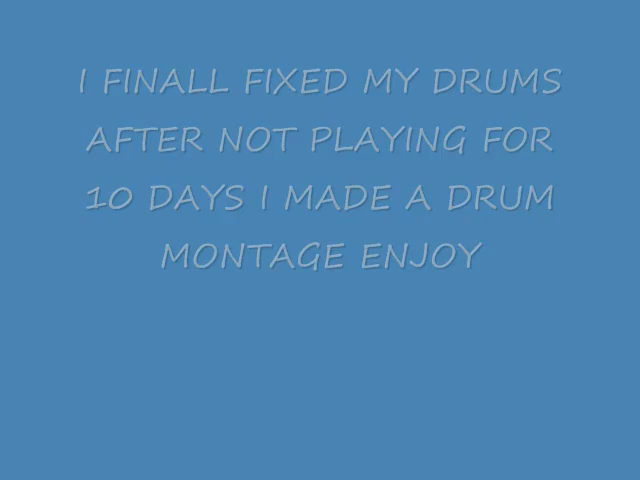 I FINALL FIXED MY DRUMS
AFTER NOT PLAYING FOR
10 DAYS I MADE A DRUM
MONTAGE ENJOY